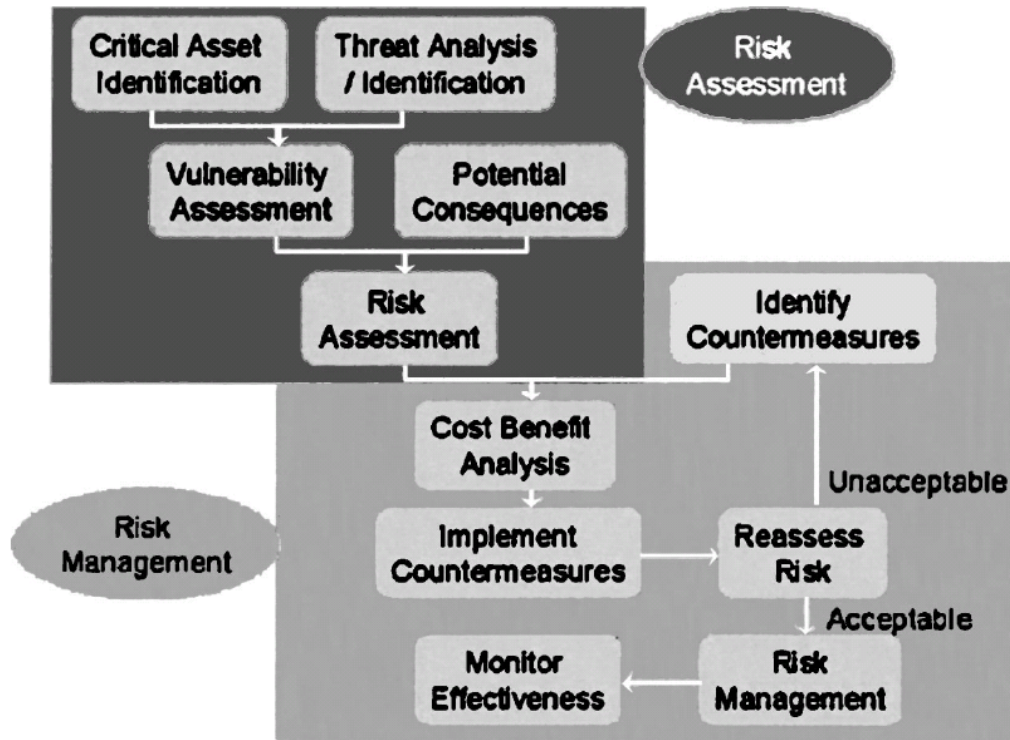 Critical Asset
Identification
Threat Analysis
/ Identification
Risk
Assessment
Vulnerability
Assessment
Potential
Consequences
Risk
Assessment
Identify
Countermeasures
Cost Benefit
Analysis
Unacceptable
Risk
Management
Implement
Countermeasures
Reassess
Risk
Acceptable
Monitor
Effectiveness
Risk
Management